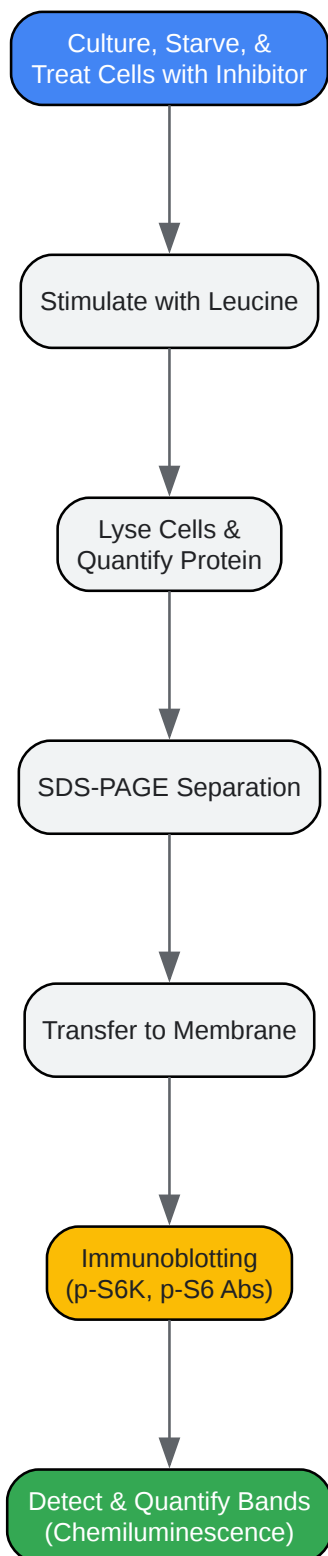 Culture, Starve, &
Treat Cells with Inhibitor
Stimulate with Leucine
Lyse Cells &
Quantify Protein
SDS-PAGE Separation
Transfer to Membrane
Immunoblotting
(p-S6K, p-S6 Abs)
Detect & Quantify Bands
(Chemiluminescence)